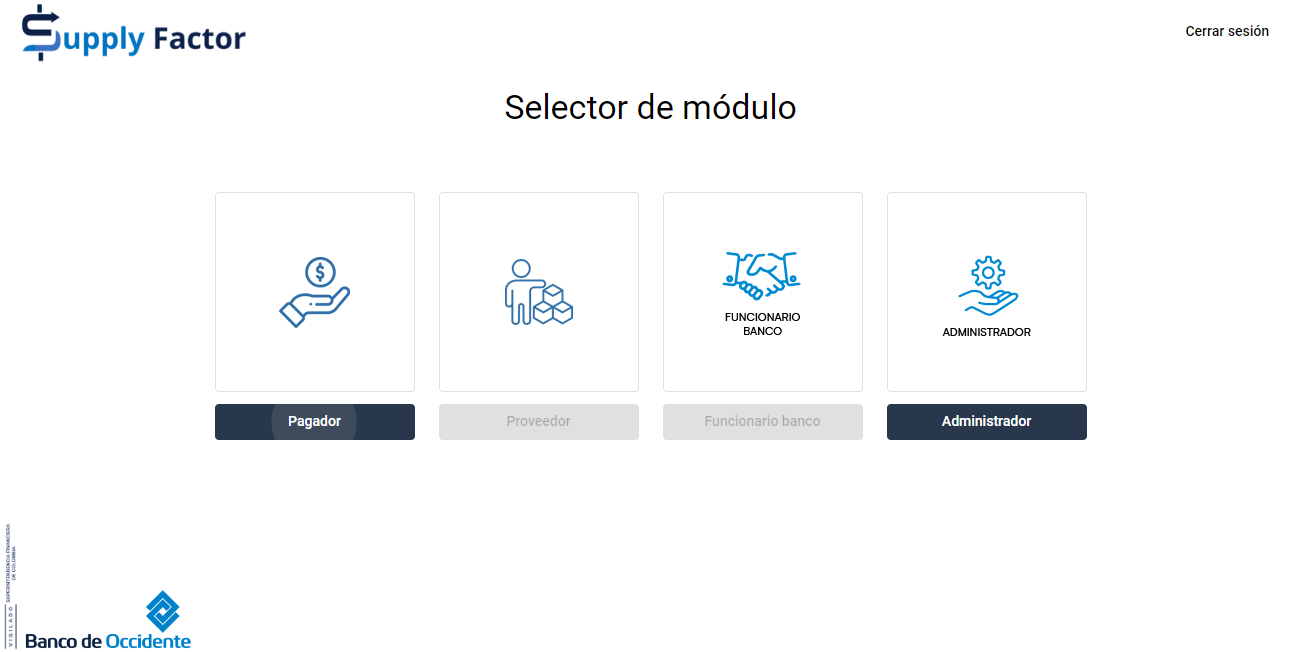 Supply Factor
Cerrar sesión
Selector de módulo
$
FUNCIONARIO
BANCO
ADMINISTRADOR
Pagador
Proveedor
Funcionario banco
Administrador
VIGILADO SUPERINTENDENCIA FINANCIERA
DE COLOMBIA
Banco de Occidente